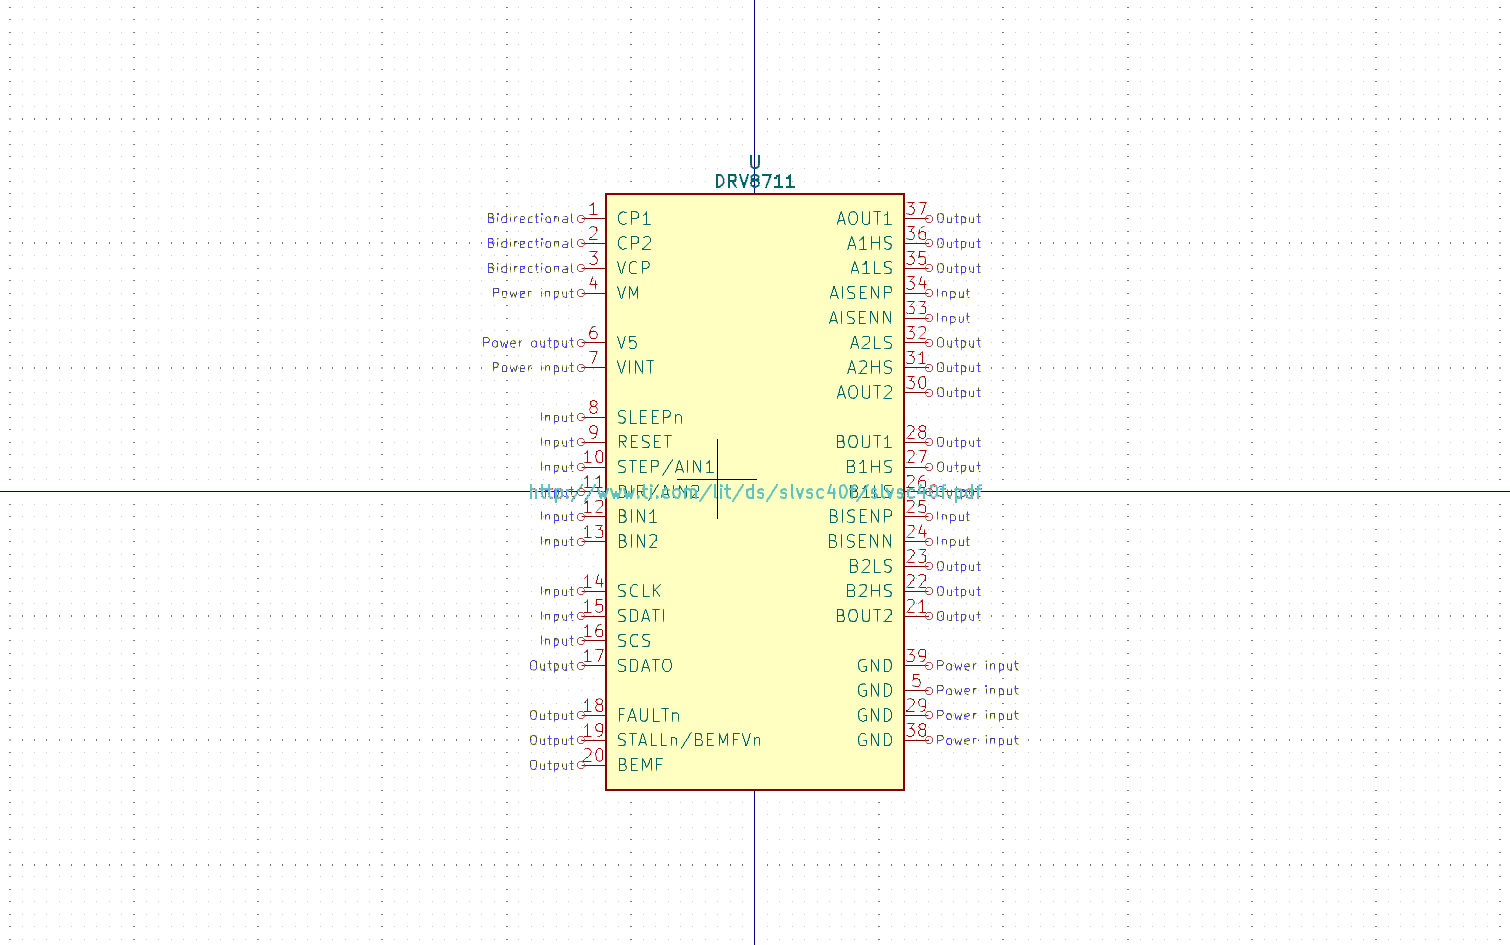 U
DRV8711
Bidirectional 1 CP1 AOUT1 37 Output
Bidirectional 2 CP2 A1HS 36 Output
Bidirectional 3 VCP A1LS 35 Output
Power input 4 VM AISENP 34 Input
AISENN 33 Input
Power output 6 V5 A2LS 32 Output
Power input 7 VINT A2HS 31 Output
AOUT2 30 Output
Input 8 SLEEPn
Input 9 RESET BOUT1 28 Output
Input 10 STEP/AIN1 B1HS 27 Output
Input 11 DIR/AIN2 B1LS 26 Output
http://www.ti.com/lit/ds/slvsc40f/slvsc40f.pdf
Input 12 BIN1 BISENP 25 Input
Input 13 BIN2 BISENN 24 Input
B2LS 23 Output
Input 14 SCLK B2HS 22 Output
Input 15 SDATI BOUT2 21 Output
Input 16 SCS
Output 17 SDATO GND 39 Power input
GND 5 Power input
Output 18 FAULTn GND 29 Power input
Output 19 STALLn/BEMFVn GND 38 Power input
Output 20 BEMF